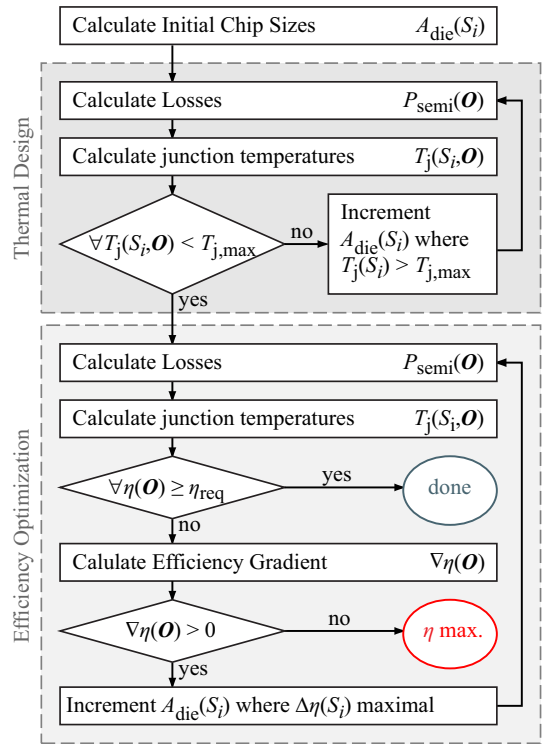 Calculate Initial Chip Sizes A_die(S_i)
Thermal Design
Calculate Losses P_semi(O)
Calculate junction temperatures T_j(S_i,O)
∀T_j(S_i,O) < T_j,max
no
Increment
A_die(S_i) where
T_j(S_i) > T_j,max
yes
Efficiency Optimization
Calculate Losses P_semi(O)
Calculate junction temperatures T_j(S_i,O)
∀η(O) ≥ η_req
yes
done
no
Calulate Efficiency Gradient ∇η(O)
∇η(O) > 0
no
η max.
yes
Increment A_die(S_i) where Δη(S_i) maximal